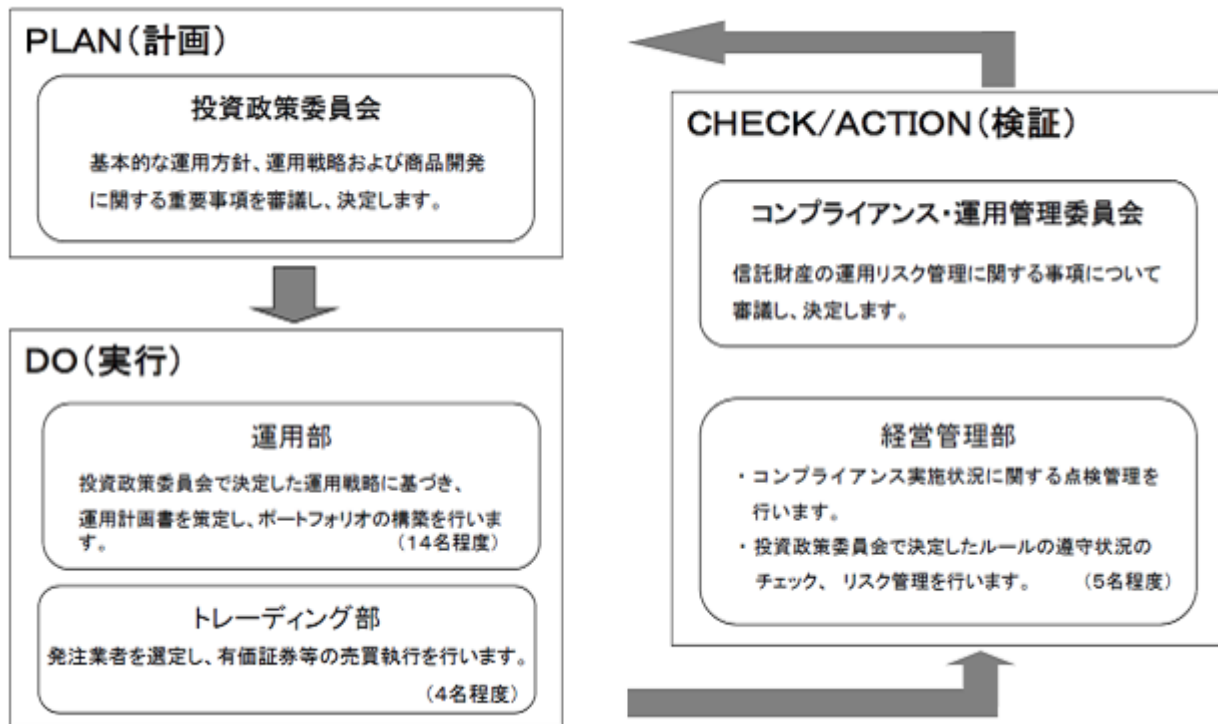 PLAN(計画)
投資政策委員会
基本的な運用方針、運用戦略および商品開発
に関する重要事項を審議し、決定します。
DO(実行)
運用部
投資政策委員会で決定した運用戦略に基づき、
運用計画書を策定し、ポートフォリオの構築を行いま
す。 (14名程度)
トレーディング部
発注業者を選定し、有価証券等の売買執行を行います。
(4名程度)
CHECK/ACTION(検証)
コンプライアンス・運用管理委員会
信託財産の運用リスク管理に関する事項について
審議し、決定します。
経営管理部
・コンプライアンス実施状況に関する点検管理を
行います。
・投資政策委員会で決定したルールの遵守状況の
チェック、 リスク管理を行います。 (5名程度)